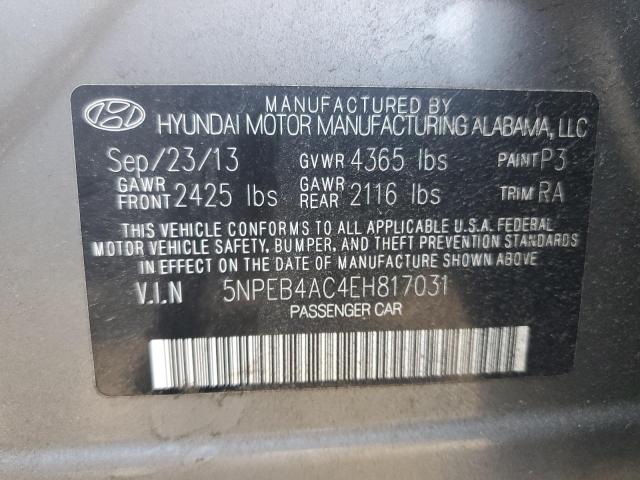 MANUFACTURED BY
HYUNDAI MOTOR MANUFACTURING ALABAMA, LLC
Sep/23/13 GVWR 4365 lbs PAINT P3
GAWR FRONT 2425 lbs GAWR REAR 2116 lbs TRIM RA
THIS VEHICLE CONFORMS TO ALL APPLICABLE U.S.A. FEDERAL
MOTOR VEHICLE SAFETY, BUMPER, AND THEFT PREVENTION STANDARDS
IN EFFECT ON THE DATE OF MANUFACTURE SHOWN ABOVE.
V.I.N 5NPEB4AC4EH817031
PASSENGER CAR